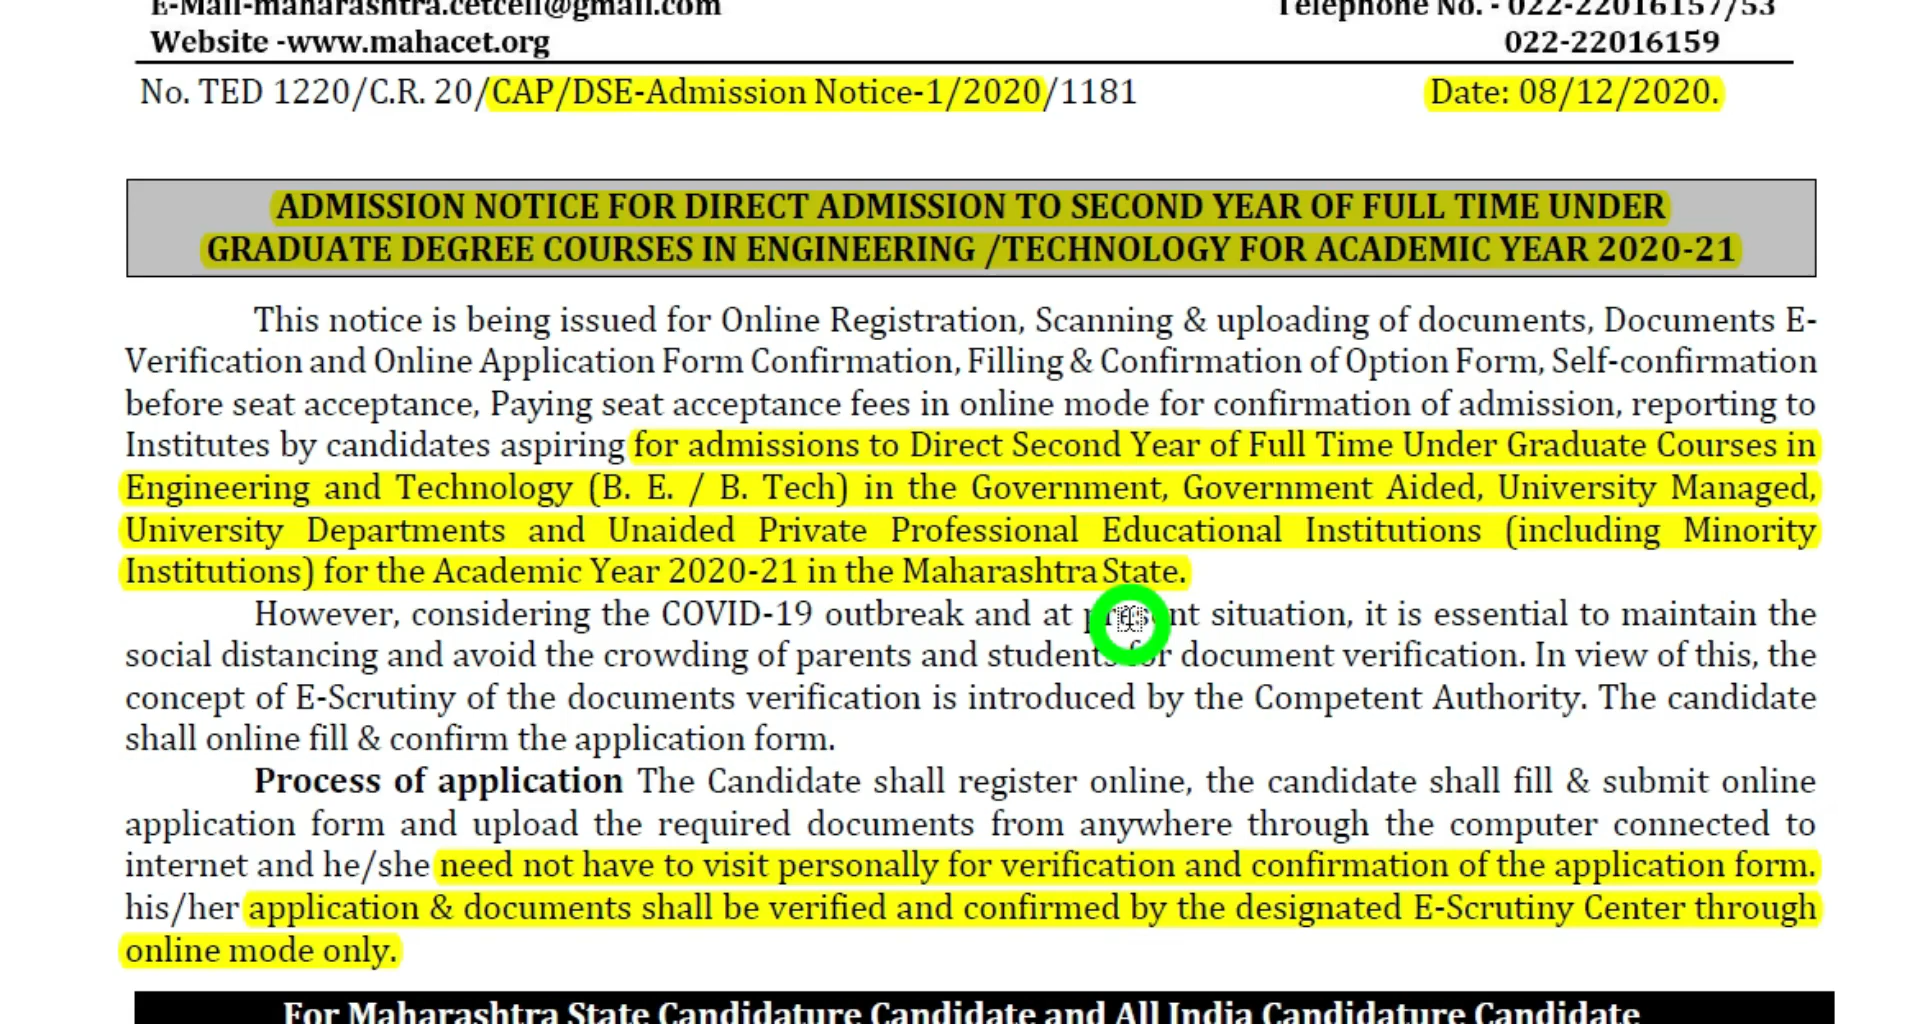 E-Mail-maharashtra.cetcell@gmail.com Telephone No. - 022-22016157/53
Website -www.mahacet.org 022-22016159
No. TED 1220/C.R. 20/CAP/DSE-Admission Notice-1/2020/1181 Date: 08/12/2020.
ADMISSION NOTICE FOR DIRECT ADMISSION TO SECOND YEAR OF FULL TIME UNDER
GRADUATE DEGREE COURSES IN ENGINEERING /TECHNOLOGY FOR ACADEMIC YEAR 2020-21
This notice is being issued for Online Registration, Scanning & uploading of documents, Documents E-
Verification and Online Application Form Confirmation, Filling & Confirmation of Option Form, Self-confirmation
before seat acceptance, Paying seat acceptance fees in online mode for confirmation of admission, reporting to
Institutes by candidates aspiring for admissions to Direct Second Year of Full Time Under Graduate Courses in
Engineering and Technology (B. E. / B. Tech) in the Government, Government Aided, University Managed,
University Departments and Unaided Private Professional Educational Institutions (including Minority
Institutions) for the Academic Year 2020-21 in the Maharashtra State.
However, considering the COVID-19 outbreak and at present situation, it is essential to maintain the
social distancing and avoid the crowding of parents and students for document verification. In view of this, the
concept of E-Scrutiny of the documents verification is introduced by the Competent Authority. The candidate
shall online fill & confirm the application form.
Process of application The Candidate shall register online, the candidate shall fill & submit online
application form and upload the required documents from anywhere through the computer connected to
internet and he/she need not have to visit personally for verification and confirmation of the application form.
his/her application & documents shall be verified and confirmed by the designated E-Scrutiny Center through
online mode only.
For Maharashtra State Candidature Candidate and All India Candidature Candidate